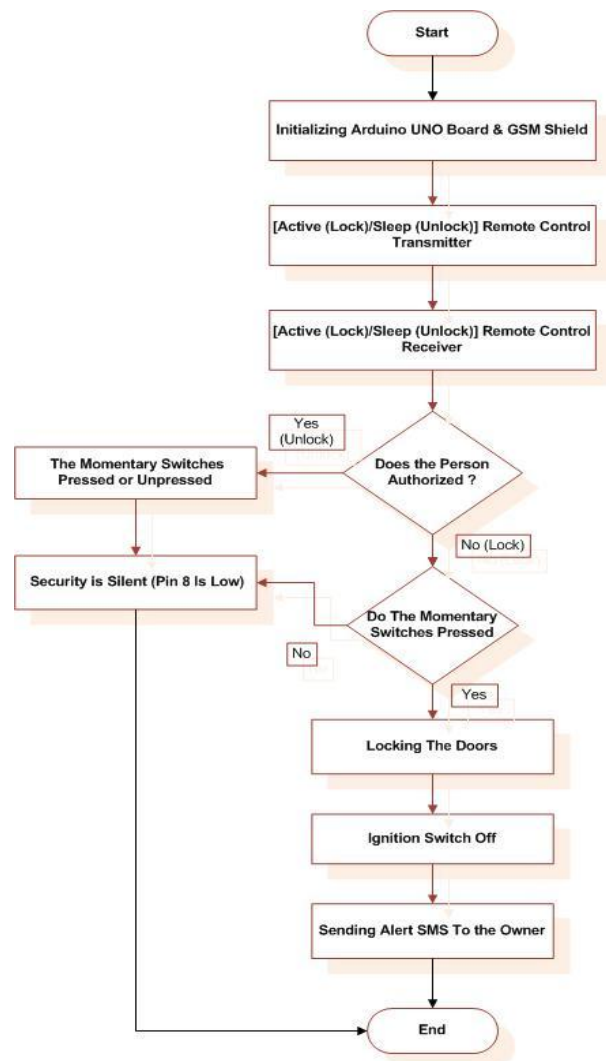 Start
Initializing Arduino UNO Board & GSM Shield
[Active (Lock)/Sleep (Unlock)] Remote Control
Transmitter
[Active (Lock)/Sleep (Unlock)] Remote Control
Receiver
Yes
(Unlock)
Does the Person
Authorized ?
The Momentary Switches
Pressed or Unpressed
No (Lock)
Security is Silent (Pin 8 Is Low)
Do The Momentary
Switches Pressed
No
Yes
Locking The Doors
Ignition Switch Off
Sending Alert SMS To the Owner
End